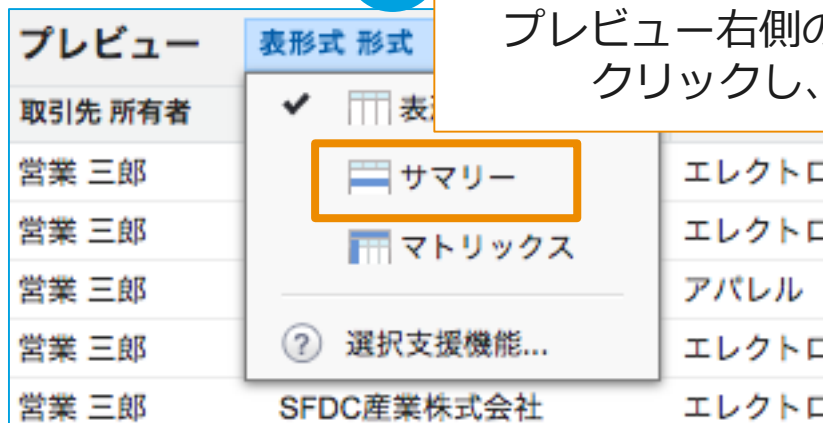 プレビュー右側の
クリックし、
プレビュー
表形式 形式
取引先 所有者
表
サマリー
マトリックス
選択支援機能...
営業 三郎
エレクトロ
営業 三郎
エレクトロ
営業 三郎
アパレル
営業 三郎
エレクトロ
営業 三郎 SFDC産業株式会社 エレクトロ